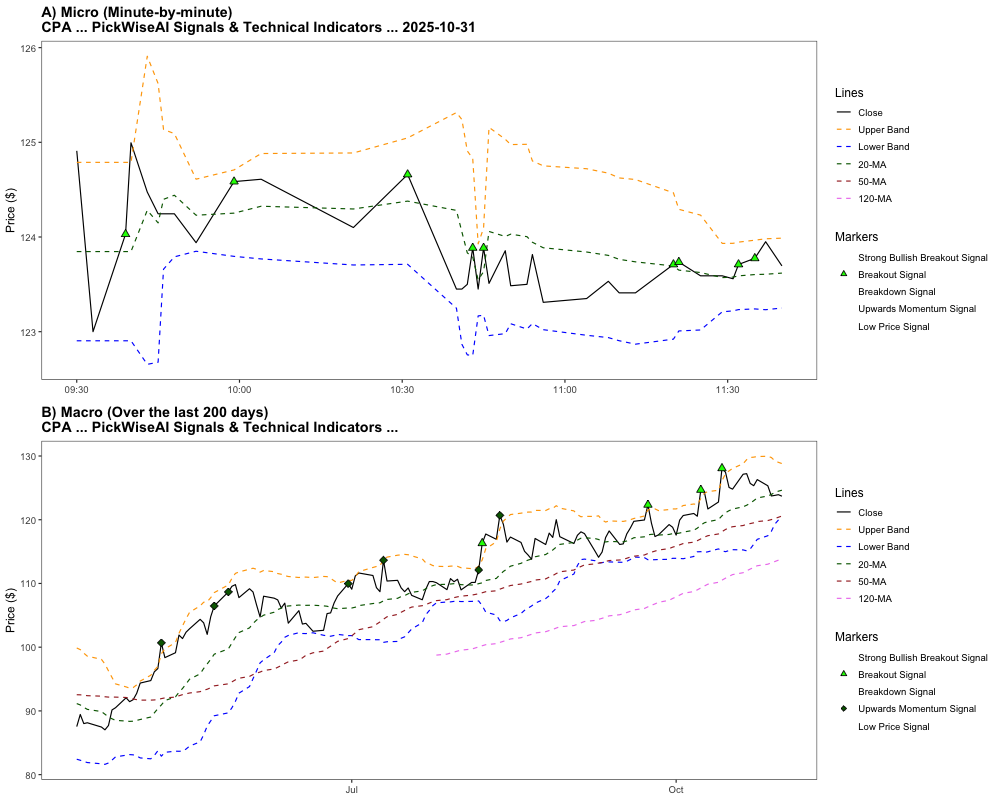 A) Micro (Minute-by-minute)
CPA ... PickWiseAI Signals & Technical Indicators ... 2025-10-31
126
125
124
123
Price ($)
09:30
10:00
10:30
11:00
11:30
Lines
Close
Upper Band
Lower Band
20-MA
50-MA
120-MA
Markers
Strong Bullish Breakout Signal
Breakout Signal
Breakdown Signal
Upwards Momentum Signal
Low Price Signal
B) Macro (Over the last 200 days)
CPA ... PickWiseAI Signals & Technical Indicators ...
130
120
110
100
90
80
Price ($)
Jul
Oct
Lines
Close
Upper Band
Lower Band
20-MA
50-MA
120-MA
Markers
Strong Bullish Breakout Signal
Breakout Signal
Breakdown Signal
Upwards Momentum Signal
Low Price Signal